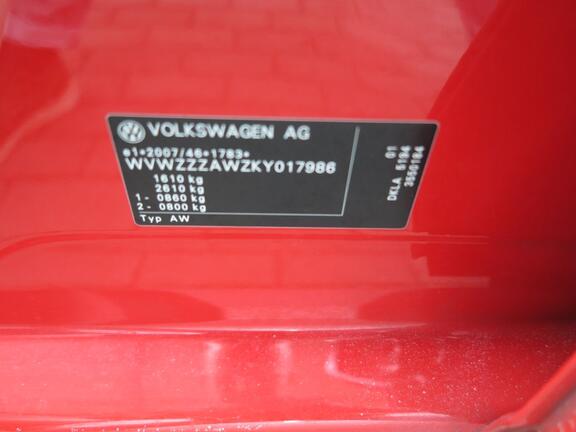 VOLKSWAGEN AG
e1*2007/46*1783*
WVWZZZAWZKY017986
1610 kg
2610 kg
1 - 0860 kg
2 - 0800 kg
Typ AW
01
DKLA 5194
3550184